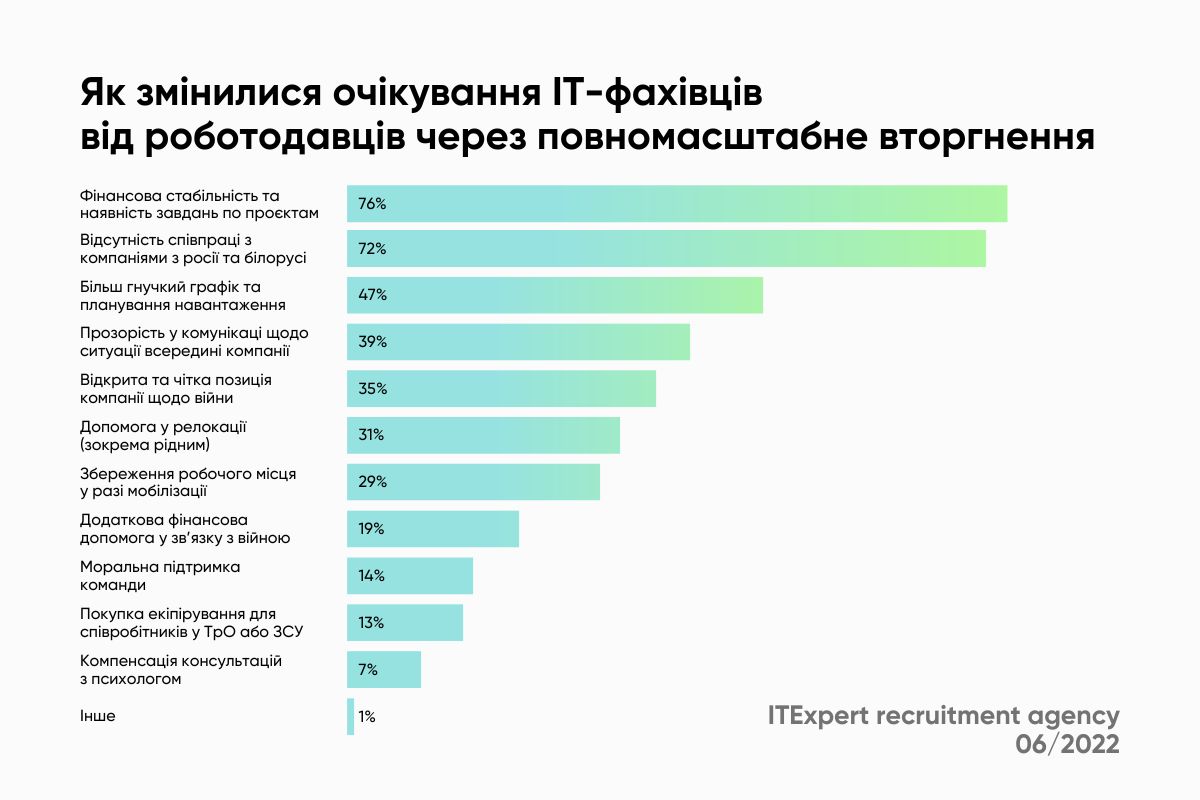 Як змінилися очікування ІТ-фахівців
від роботодавців через повномасштабне вторгнення
Фінансова стабільність та
наявність завдань по проєктам
76%
Відсутність співпраці з
компаніями з росії та білорусі
72%
Більш гнучкий графік та
планування навантаження
47%
Прозорість у комунікаці щодо
ситуації всередині компанії
39%
Відкрита та чітка позиція
компанії щодо війни
35%
Допомога у релокації
(зокрема рідним)
31%
Збереження робочого місця
у разі мобілізації
29%
Додаткова фінансова
допомога у зв’язку з війною
19%
Моральна підтримка
команди
14%
Покупка екіпірування для
співробітників у ТрО або ЗСУ
13%
Компенсація консультацій
з психологом
7%
Інше
1%
ITExpert recruitment agency
06/2022